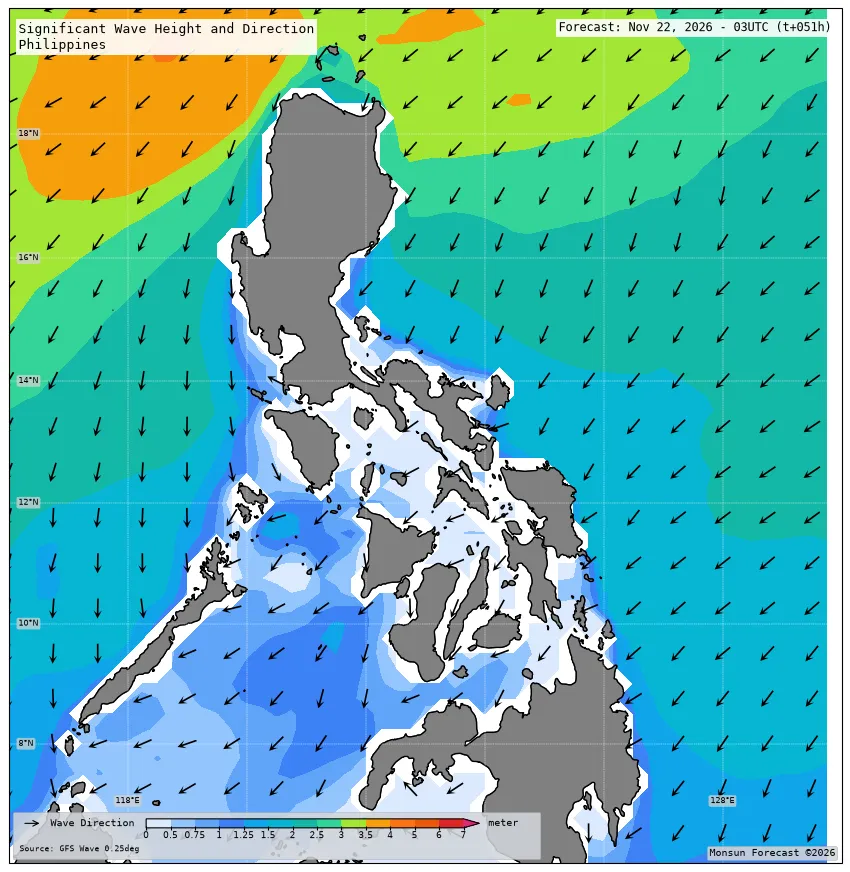 Significant Wave Height and Direction
Philippines
Forecast: Nov 22, 2026 - 03UTC (t+051h)
18°N
16°N
14°N
12°N
10°N
8°N
118°E
128°E
Wave Direction
0 0.5 0.75 1 1.25 1.5 2 2.5 3 3.5 4 5 6 7
meter
Source: GFS Wave 0.25deg
Monsun Forecast ©2026